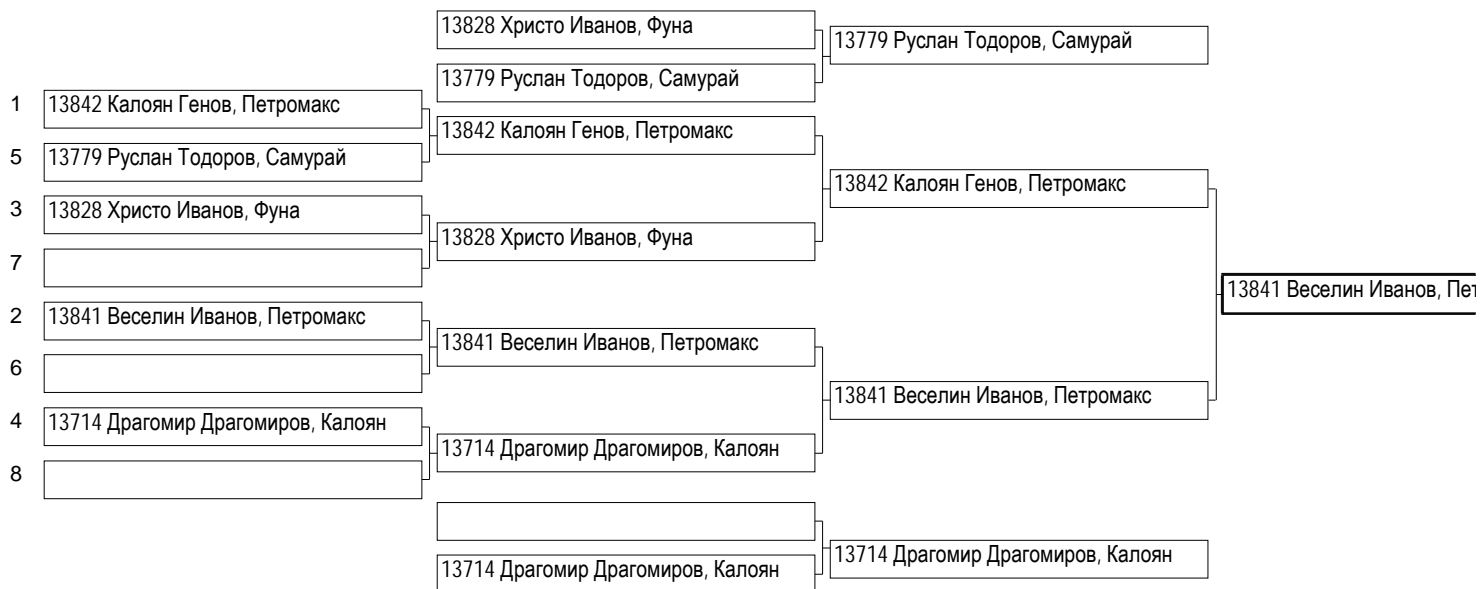 13828 Христо Иванов, Фуна
13779 Руслан Тодоров, Самурай
13779 Руслан Тодоров, Самурай
1 13842 Калоян Генов, Петромакс
13842 Калоян Генов, Петромакс
5 13779 Руслан Тодоров, Самурай
13842 Калоян Генов, Петромакс
3 13828 Христо Иванов, Фуна
13828 Христо Иванов, Фуна
7
13841 Веселин Иванов, Пет
2 13841 Веселин Иванов, Петромакс
13841 Веселин Иванов, Петромакс
6
13841 Веселин Иванов, Петромакс
4 13714 Драгомир Драгомиров, Калоян
13714 Драгомир Драгомиров, Калоян
8
13714 Драгомир Драгомиров, Калоян
13714 Драгомир Драгомиров, Калоян